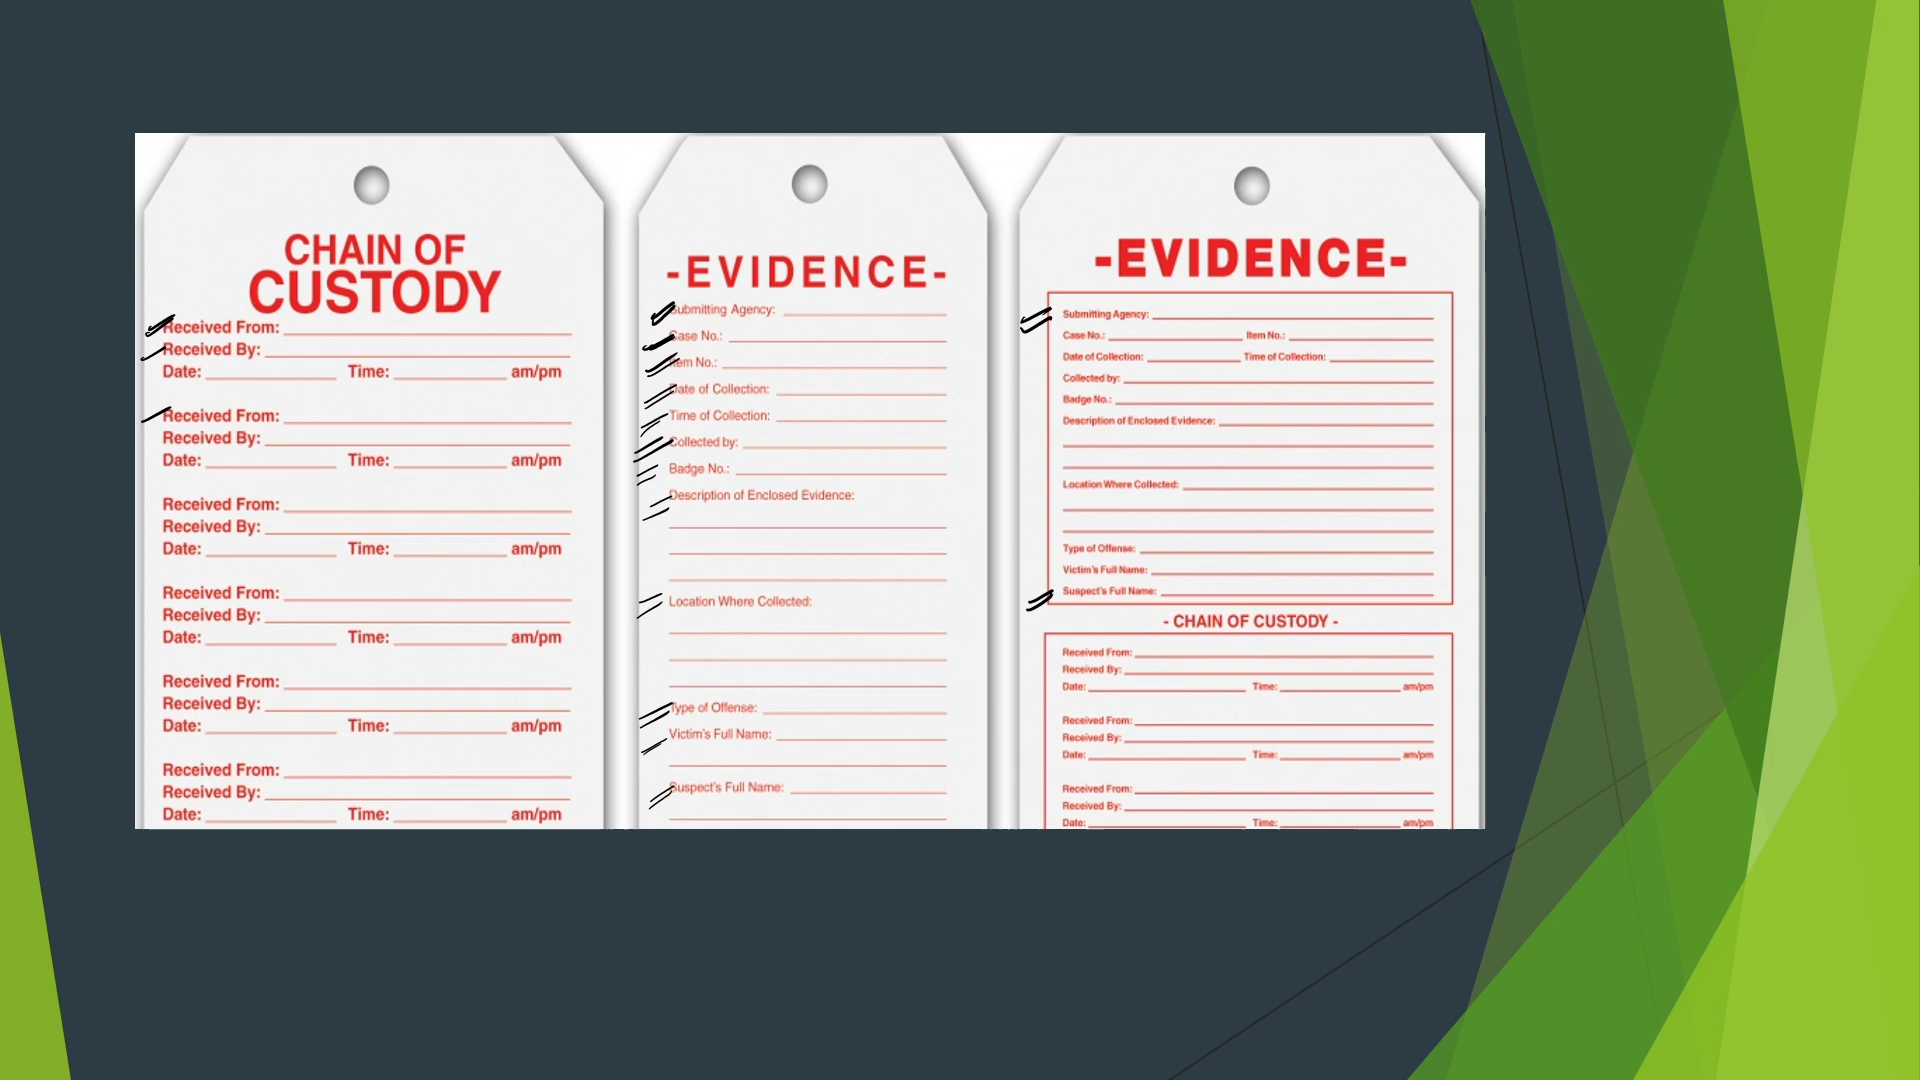 CHAIN OF
CUSTODY
Received From:
Received By:
Date: Time: am/pm
Received From:
Received By:
Date: Time: am/pm
Received From:
Received By:
Date: Time: am/pm
Received From:
Received By:
Date: Time: am/pm
Received From:
Received By:
Date: Time: am/pm
Received From:
Received By:
Date: Time: am/pm
-EVIDENCE-
Submitting Agency:
Case No.:
Item No.:
Date of Collection:
Time of Collection:
Collected by:
Badge No.:
Description of Enclosed Evidence:
Location Where Collected:
Type of Offense:
Victim's Full Name:
Suspect's Full Name:
-EVIDENCE-
Submitting Agency:
Case No.: Item No.:
Date of Collection: Time of Collection:
Collected by:
Badge No.:
Description of Enclosed Evidence:
Location Where Collected:
Type of Offense:
Victim's Full Name:
Suspect's Full Name:
- CHAIN OF CUSTODY -
Received From:
Received By:
Date: Time: am/pm
Received From:
Received By:
Date: Time: am/pm
Received From:
Received By:
Date: Time: am/pm